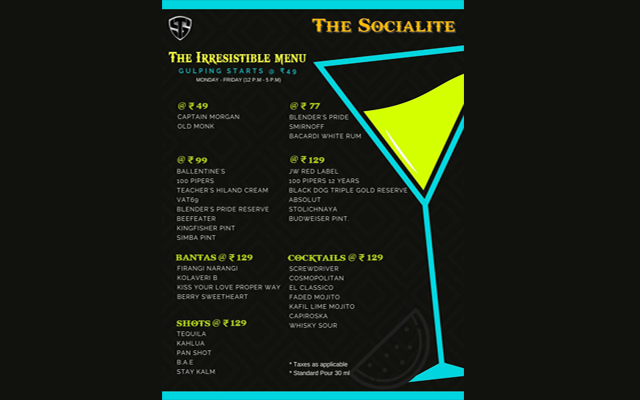 The Socialite
The Irresistible menu
GULPING STARTS @ ₹49
MONDAY - FRIDAY (12 P.M - 5 P.M)
@ ₹ 49
CAPTAIN MORGAN
OLD MONK
@ ₹ 77
BLENDER'S PRIDE
SMIRNOFF
BACARDI WHITE RUM
@ ₹ 99
BALLENTINE'S
100 PIPERS
TEACHER'S HILAND CREAM
VAT69
BLENDER'S PRIDE RESERVE
BEEFEATER
KINGFISHER PINT
SIMBA PINT
@ ₹ 129
JW RED LABEL
100 PIPERS 12 YEARS
BLACK DOG TRIPLE GOLD RESERVE
ABSOLUT
STOLICHNAYA
BUDWEISER PINT.
BANTAS @ ₹ 129
FIRANGI NARANGI
KOLAVERI B
KISS YOUR LOVE PROPER WAY
BERRY SWEETHEART
COCKTAILS @ ₹ 129
SCREWDRIVER
COSMOPOLITAN
EL CLASSICO
FADED MOJITO
KAFIL LIME MOJITO
CAPIROSKA
WHISKY SOUR
SHOTS @ ₹ 129
TEQUILA
KAHLUA
PAN SHOT
B.A.E
STAY KALM
* Taxes as applicable
* Standard Pour 30 ml